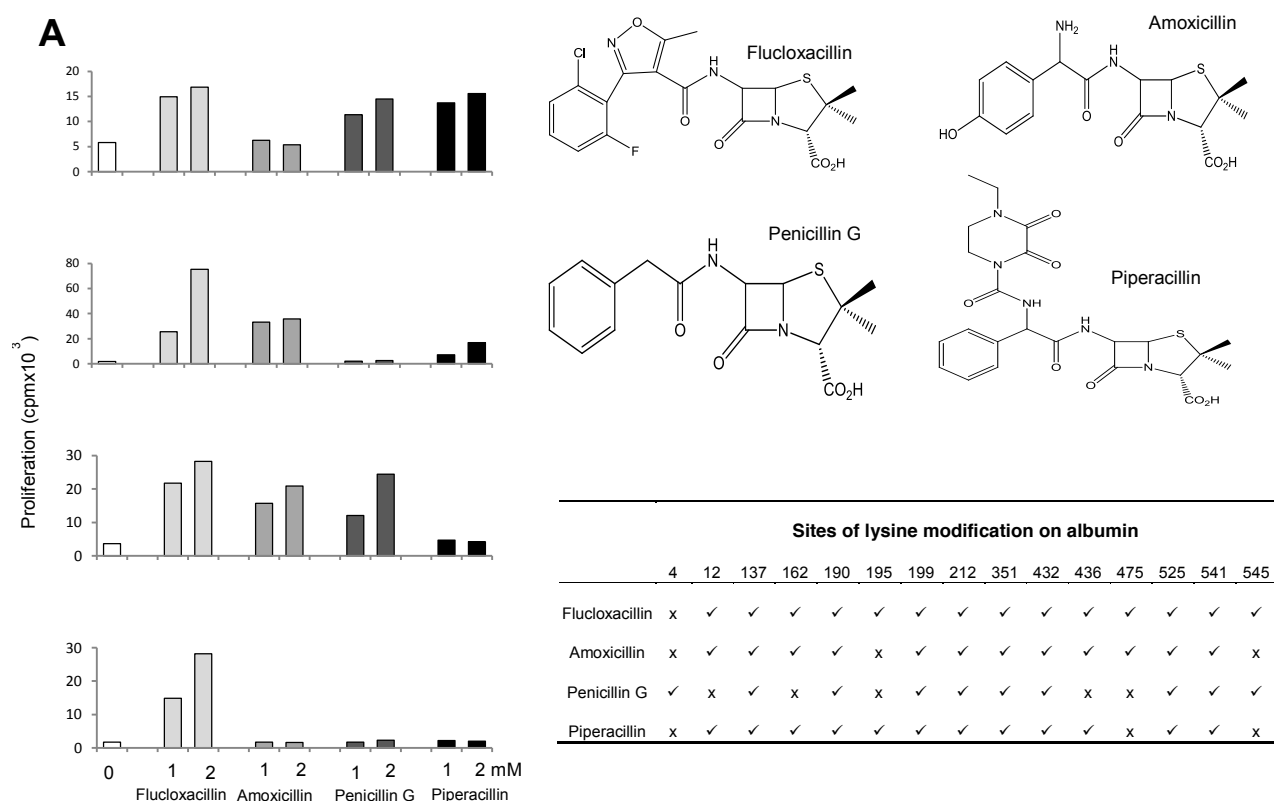 A
Proliferation (cpmx10³)
20
15
10
5
0
80
60
40
20
0
30
20
10
0
30
20
10
0
0 1 2 1 2 1 2 1 2 mM
Flucloxacillin Amoxicillin Penicillin G Piperacillin
Flucloxacillin
Cl
N
O
F
O
H
N
O
S
N
CO₂H
Amoxicillin
NH₂
HO
O
H
N
O
S
N
CO₂H
Penicillin G
O
H
N
O
S
N
CO₂H
Piperacillin
N
O
O
N
O
NH
O
H
N
O
S
N
CO₂H
Sites of lysine modification on albumin
4 12 137 162 190 195 199 212 351 432 436 475 525 541 545
Flucloxacillin x ✓ ✓ ✓ ✓ ✓ ✓ ✓ ✓ ✓ ✓ ✓ ✓ ✓ ✓
Amoxicillin x ✓ ✓ ✓ ✓ x ✓ ✓ ✓ ✓ ✓ ✓ ✓ ✓ x
Penicillin G ✓ x ✓ x ✓ x ✓ ✓ ✓ ✓ x x ✓ ✓ ✓
Piperacillin x ✓ ✓ ✓ ✓ ✓ ✓ ✓ ✓ ✓ ✓ x ✓ ✓ x